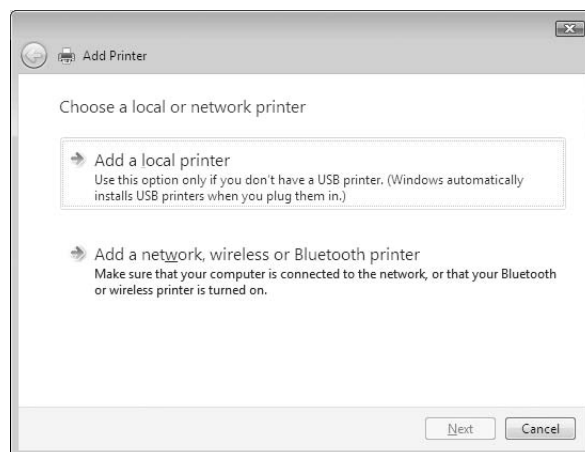 Add Printer
Choose a local or network printer
Add a local printer
Use this option only if you don't have a USB printer. (Windows automatically
installs USB printers when you plug them in.)
Add a network, wireless or Bluetooth printer
Make sure that your computer is connected to the network, or that your Bluetooth
or wireless printer is turned on.
Next Cancel